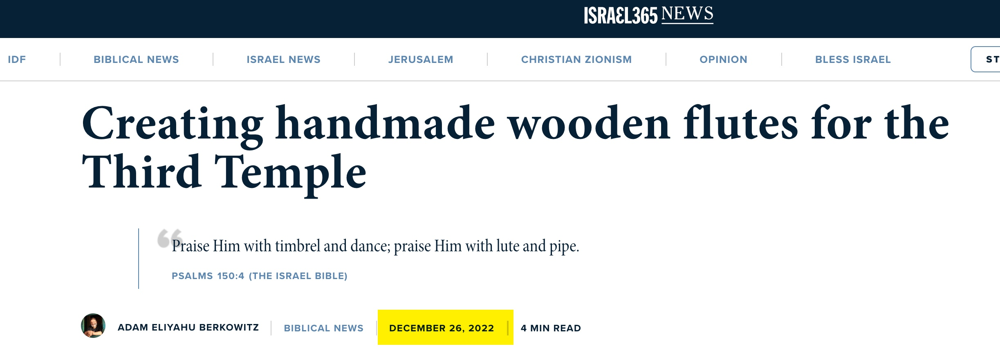 ISRAEL365 NEWS
IDF BIBLICAL NEWS ISRAEL NEWS JERUSALEM CHRISTIAN ZIONISM OPINION BLESS ISRAEL ST
Creating handmade wooden flutes for the
Third Temple
“Praise Him with timbrel and dance; praise Him with lute and pipe.
PSALMS 150:4 (THE ISRAEL BIBLE)
ADAM ELIYAHU BERKOWITZ BIBLICAL NEWS DECEMBER 26, 2022 4 MIN READ